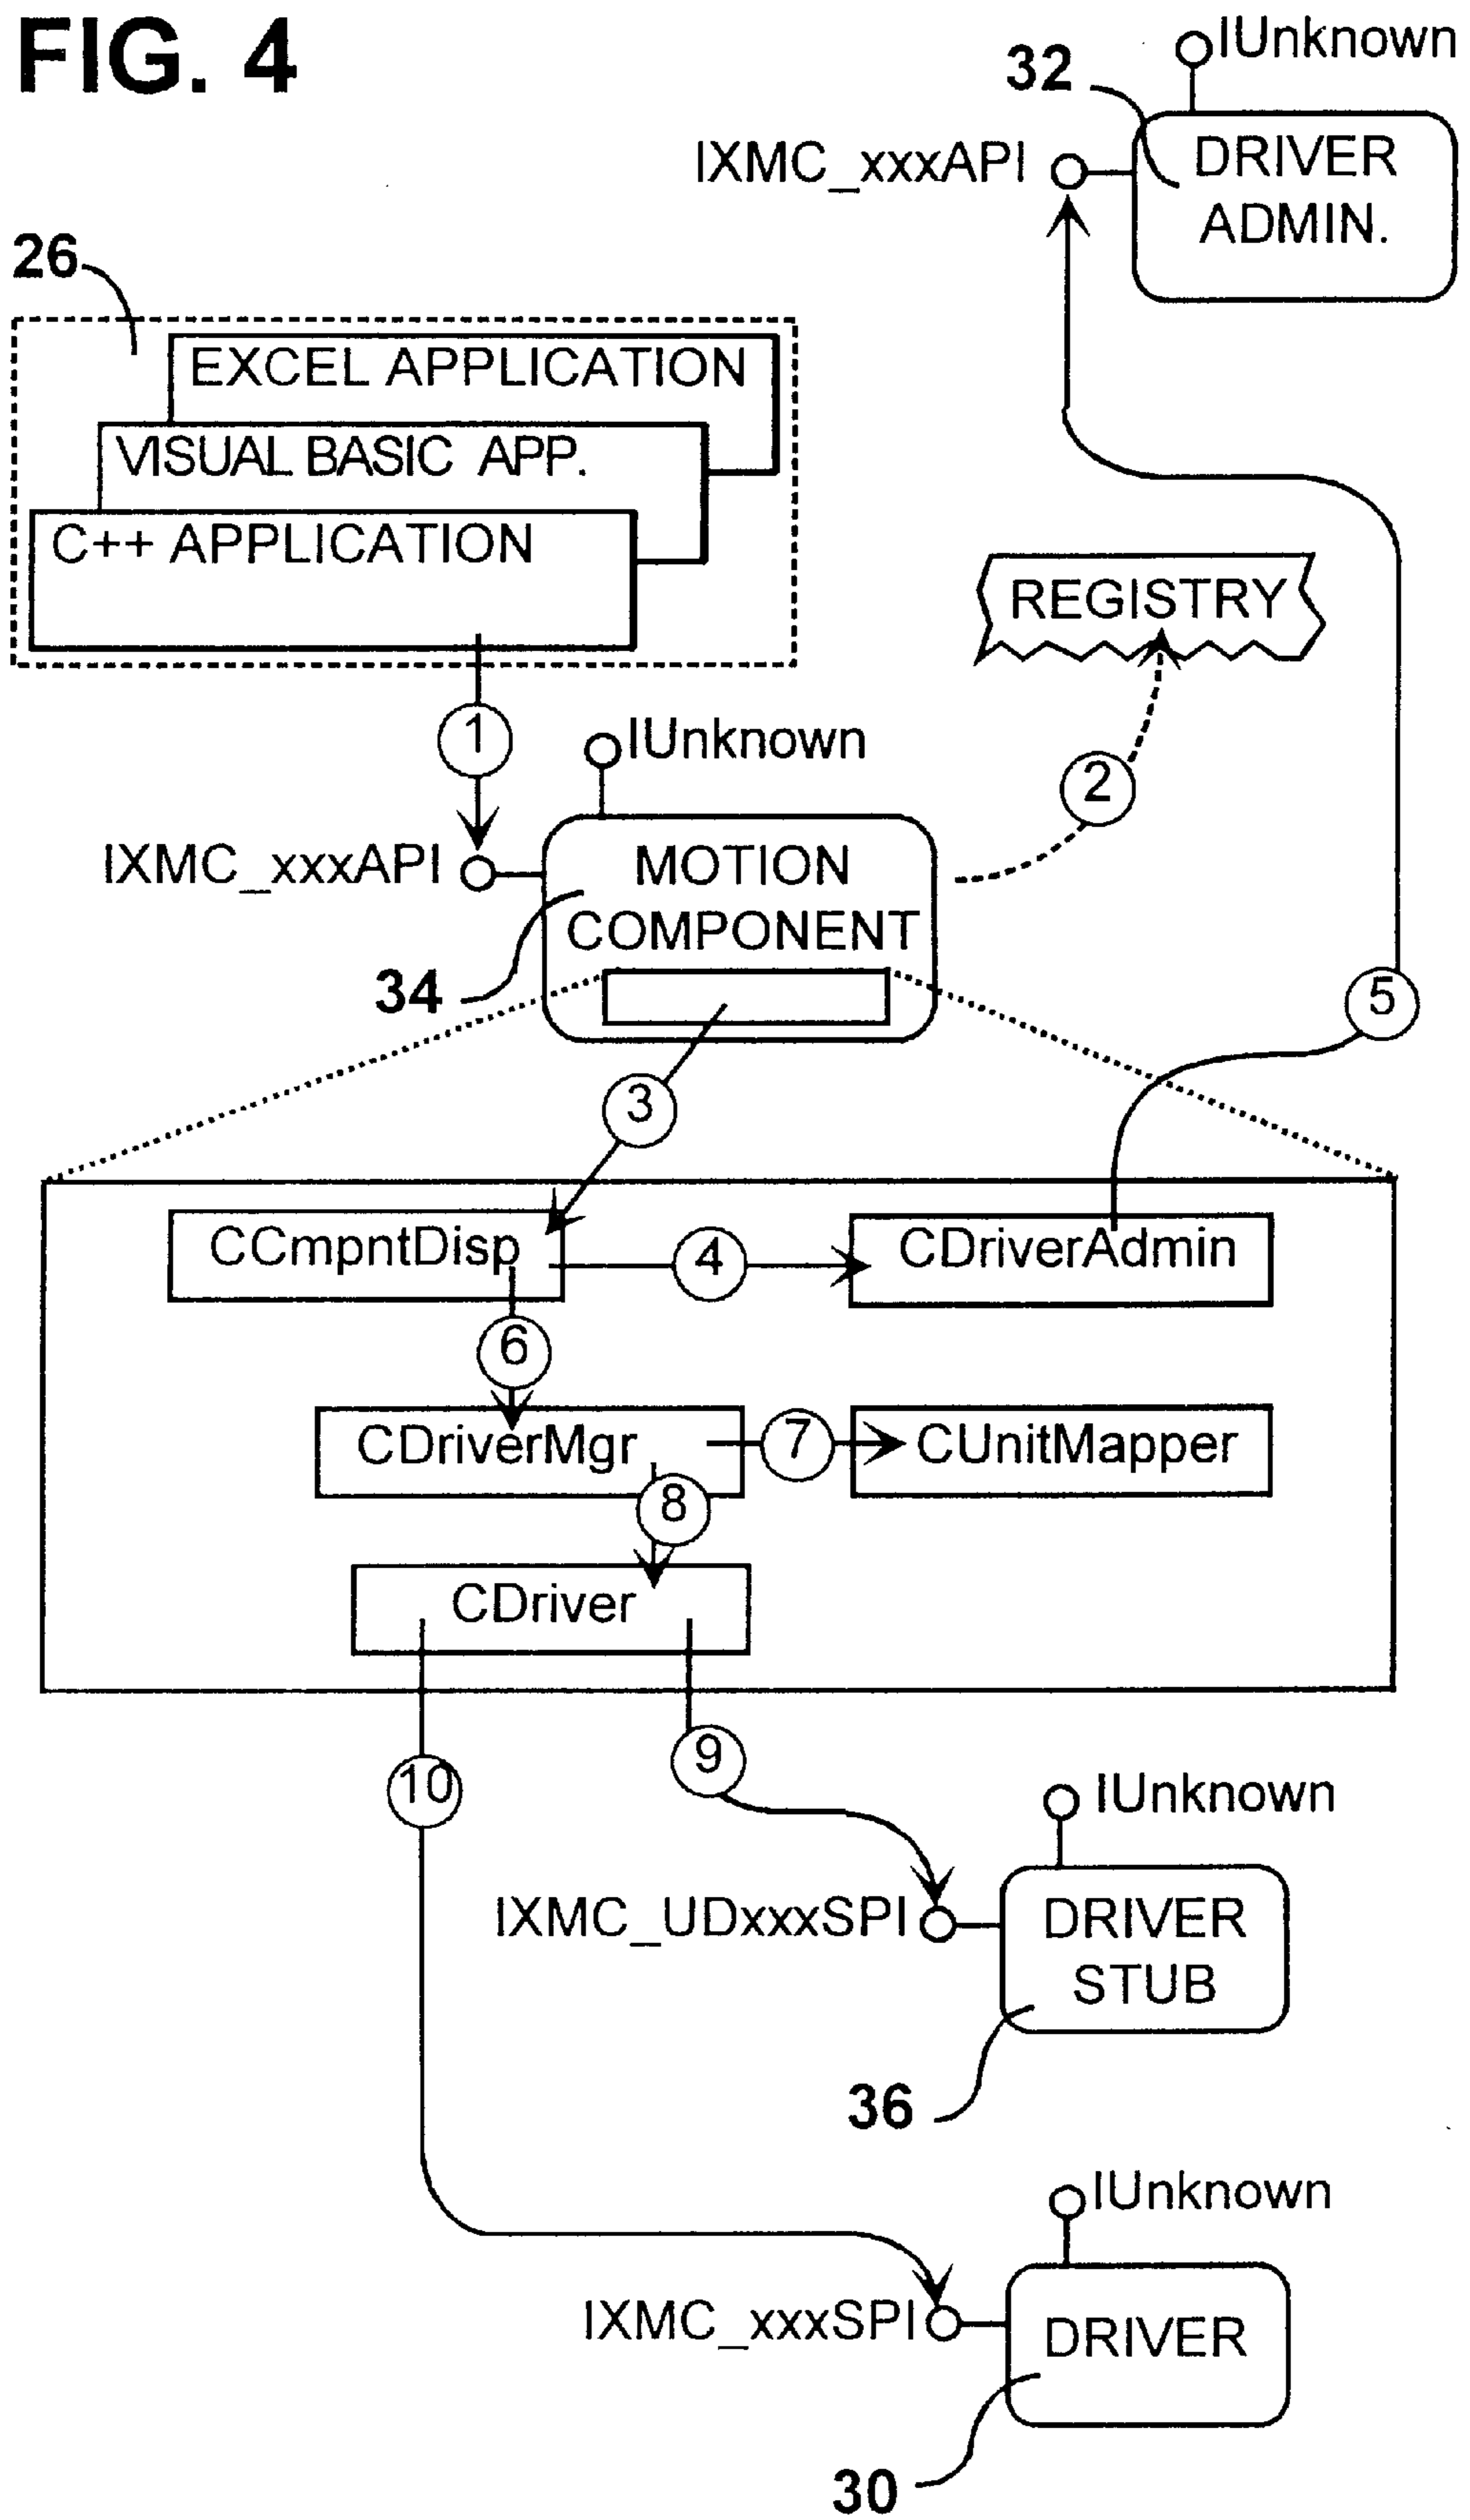 FIG. 4
IUnknown
32
IXMC_xxxAPI
DRIVER
ADMIN.
26
EXCEL APPLICATION
VISUAL BASIC APP.
C++ APPLICATION
REGISTRY
1
IUnknown
2
IXMC_xxxAPI
MOTION
COMPONENT
34
5
3
CCmpntDisp
4
CDriverAdmin
6
CDriverMgr
7
CUnitMapper
8
CDriver
9
10
IUnknown
IXMC_UDxxxSPI
DRIVER
STUB
36
IUnknown
IXMC_xxxSPI
DRIVER
30